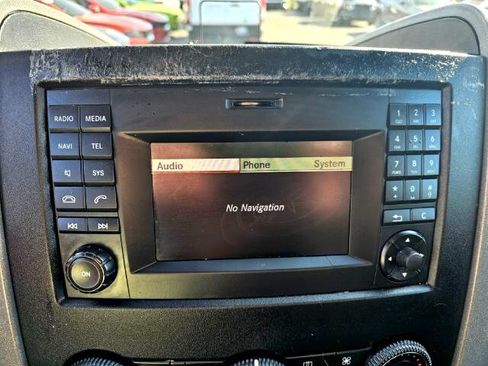 RADIO MEDIA
NAVI TEL
SYS
ON
Audio Phone System
No Navigation
1 2 3
4 5 6
7 8 9
* 0 #
C